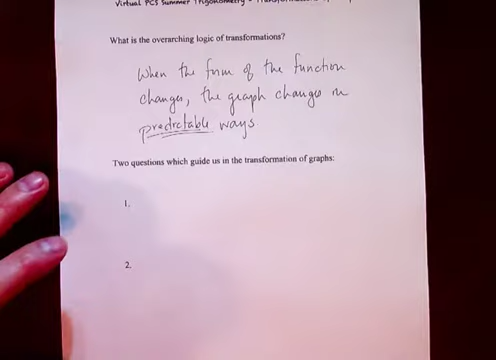 Virtual PCS Summer Trigonometry
What is the overarching logic of transformations?
When the form of the function
changes, the graph changes in
predictable ways
Two questions which guide us in the transformation of graphs:
1.
2.